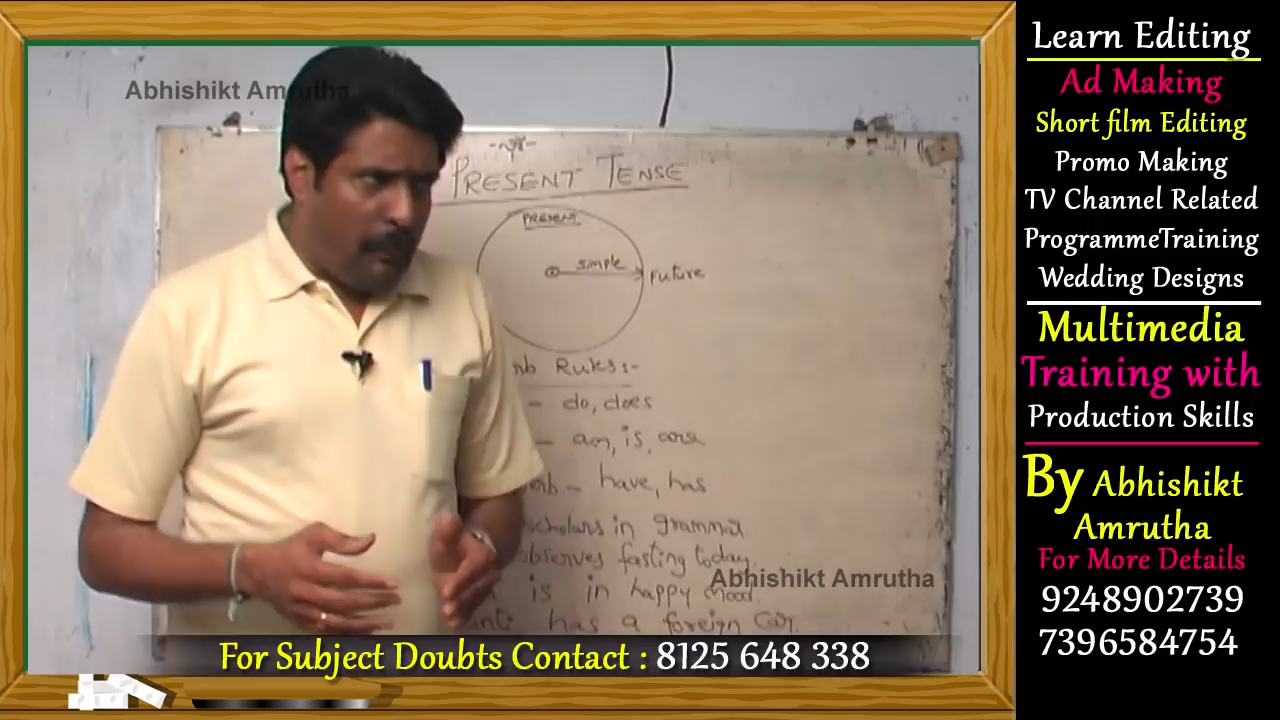 Abhishikt Amrutha
PRESENT TENSE
PRESENT
simple
Future
rb Rules:-
- do, does
- am, is, are
rb - have, has
scholars in grammar
observes fasting today.
is in happy mood.
has a foreign Car.
Abhishikt Amrutha
For Subject Doubts Contact : 8125 648 338
Learn Editing
Ad Making
Short film Editing
Promo Making
TV Channel Related
ProgrammeTraining
Wedding Designs
Multimedia
Training with
Production Skills
By Abhishikt
Amrutha
For More Details
9248902739
7396584754